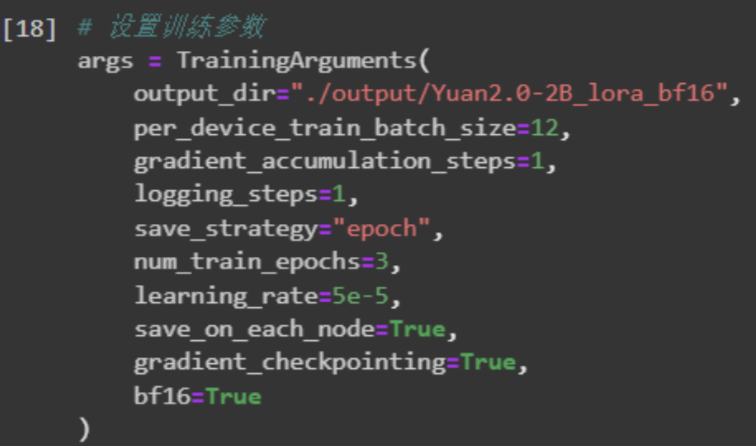 [18] # 设置训练参数
args = TrainingArguments(
    output_dir="./output/Yuan2.0-2B_lora_bf16",
    per_device_train_batch_size=12,
    gradient_accumulation_steps=1,
    logging_steps=1,
    save_strategy="epoch",
    num_train_epochs=3,
    learning_rate=5e-5,
    save_on_each_node=True,
    gradient_checkpointing=True,
    bf16=True
)